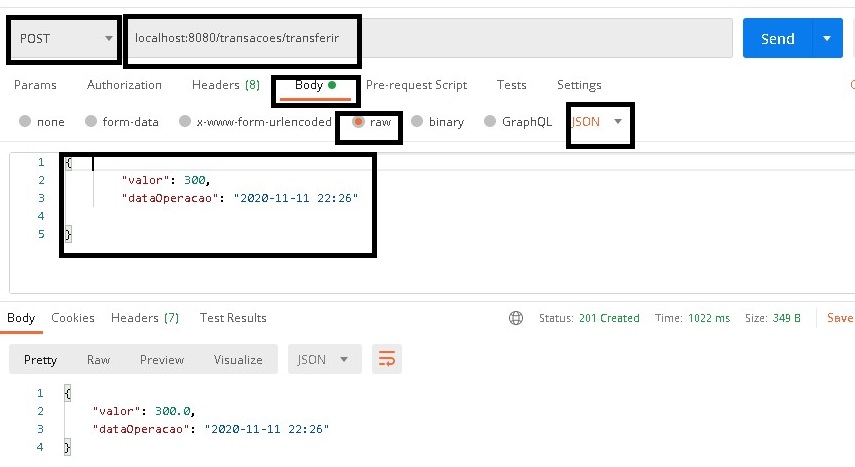 POST localhost:8080/transacoes/transferir Send
Params Authorization Headers (8) Body Pre-request Script Tests Settings
none form-data x-www-form-urlencoded raw binary GraphQL JSON
1 {
2 "valor": 300,
3 "dataOperacao": "2020-11-11 22:26"
4
5 }
Body Cookies Headers (7) Test Results Status: 201 Created Time: 1022 ms Size: 349 B Save
Pretty Raw Preview Visualize JSON
1 {
2 "valor": 300.0,
3 "dataOperacao": "2020-11-11 22:26"
4 }